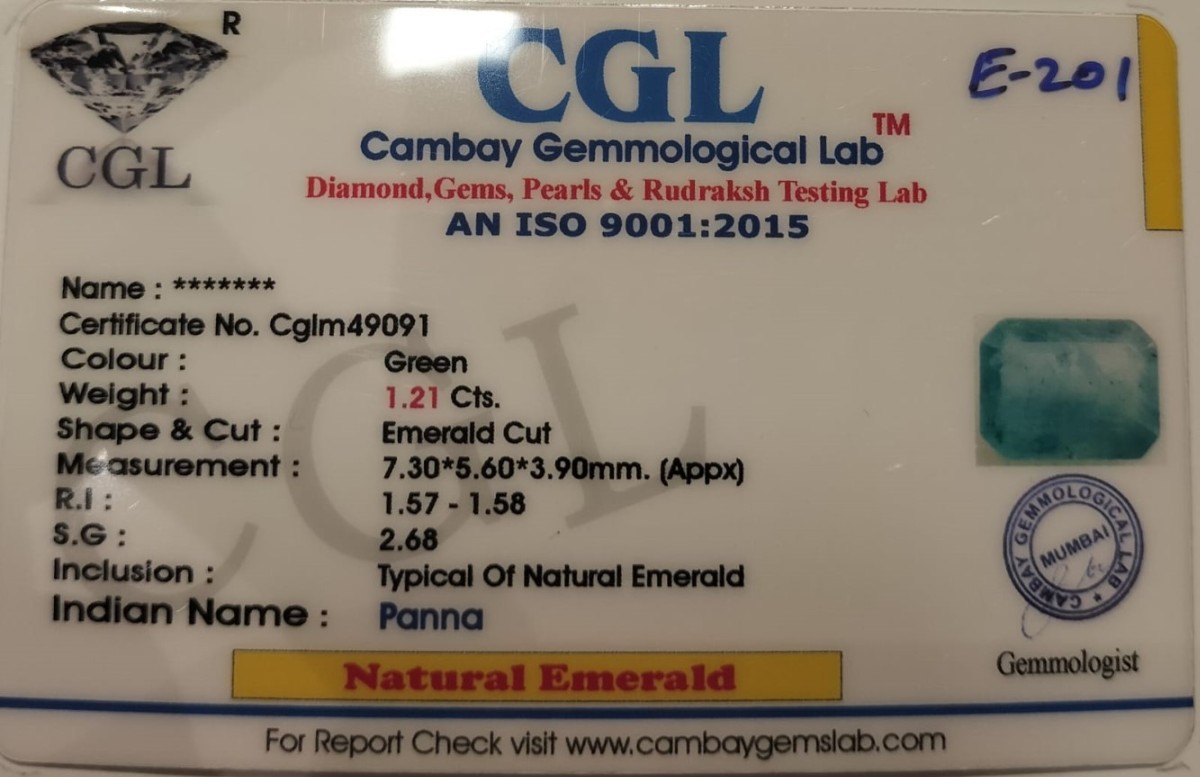 R
CGL
CGL
E-201
Cambay Gemmological Lab™
Diamond,Gems, Pearls & Rudraksh Testing Lab
AN ISO 9001:2015
Name : *******
Certificate No. Cglm49091
Colour : Green
Weight : 1.21 Cts.
Shape & Cut : Emerald Cut
Measurement : 7.30*5.60*3.90mm. (Appx)
R.I : 1.57 - 1.58
S.G : 2.68
Inclusion : Typical Of Natural Emerald
Indian Name : Panna
CGL
CAMBAY GEMMOLOGICAL LAB ★
MUMBAI
Gemmologist
Natural Emerald
For Report Check visit www.cambaygemslab.com